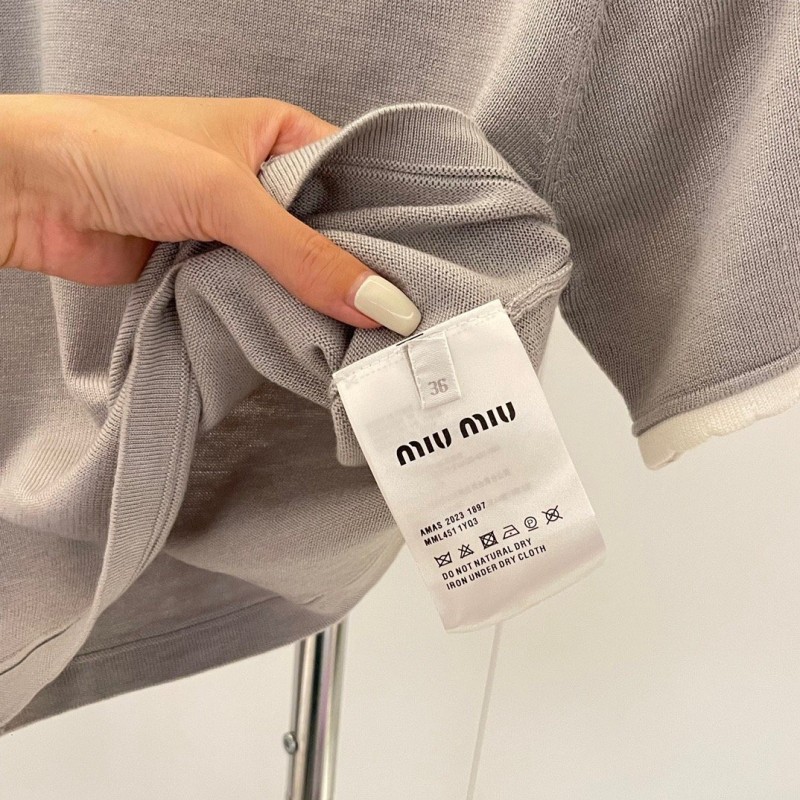 36
MIU MIU
AMAS 2023 1897
MML451 1YQ3
DO NOT NATURAL DRY
IRON UNDER DRY CLOTH